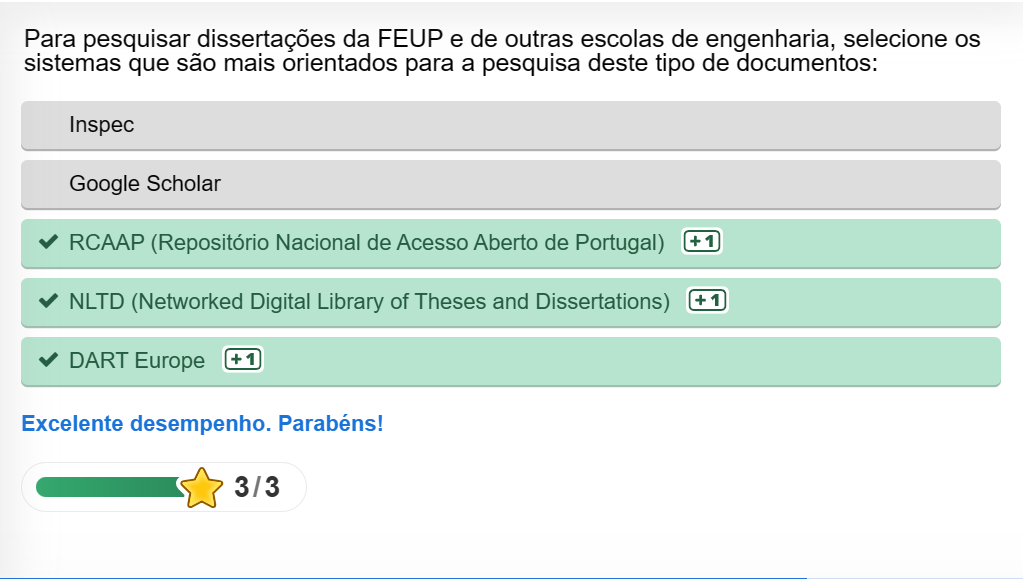 Para pesquisar dissertações da FEUP e de outras escolas de engenharia, selecione os
sistemas que são mais orientados para a pesquisa deste tipo de documentos:
Inspec
Google Scholar
RCAAP (Repositório Nacional de Acesso Aberto de Portugal) +1
NLTD (Networked Digital Library of Theses and Dissertations) +1
DART Europe +1
Excelente desempenho. Parabéns!
3/3